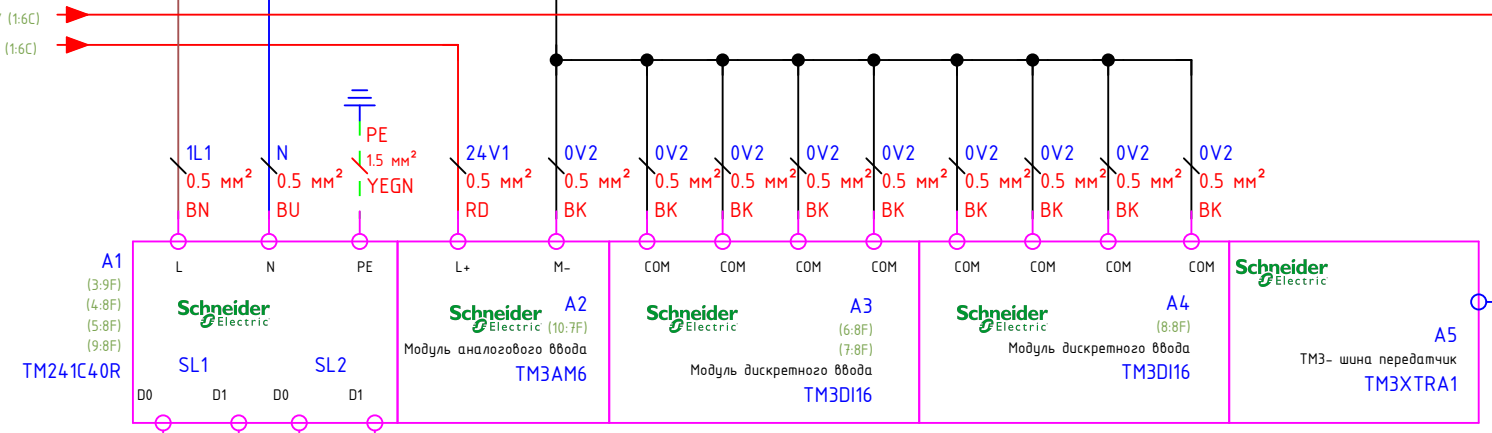 (1:6C)
(1:6C)
PE
1.5 мм²
YEGN
1L1
0.5 мм²
BN
N
0.5 мм²
BU
24V1
0.5 мм²
RD
0V2
0.5 мм²
BK
0V2
0.5 мм²
BK
0V2
0.5 мм²
BK
0V2
0.5 мм²
BK
0V2
0.5 мм²
BK
0V2
0.5 мм²
BK
0V2
0.5 мм²
BK
0V2
0.5 мм²
BK
0V2
0.5 мм²
BK
A1
(3:9F)
(4:8F)
(5:8F)
(9:8F)
TM241C40R
L
N
PE
Schneider
Electric
SL1
SL2
D0
D1
D0
D1
L+
M-
A2
Schneider
Electric
(10:7F)
Модуль аналогового ввода
TM3AM6
COM
COM
COM
COM
Schneider
Electric
A3
(6:8F)
(7:8F)
Модуль дискретного ввода
TM3DI16
COM
COM
COM
COM
Schneider
Electric
A4
(8:8F)
Модуль дискретного ввода
TM3DI16
Schneider
Electric
A5
TM3- шина передатчик
TM3XTRA1